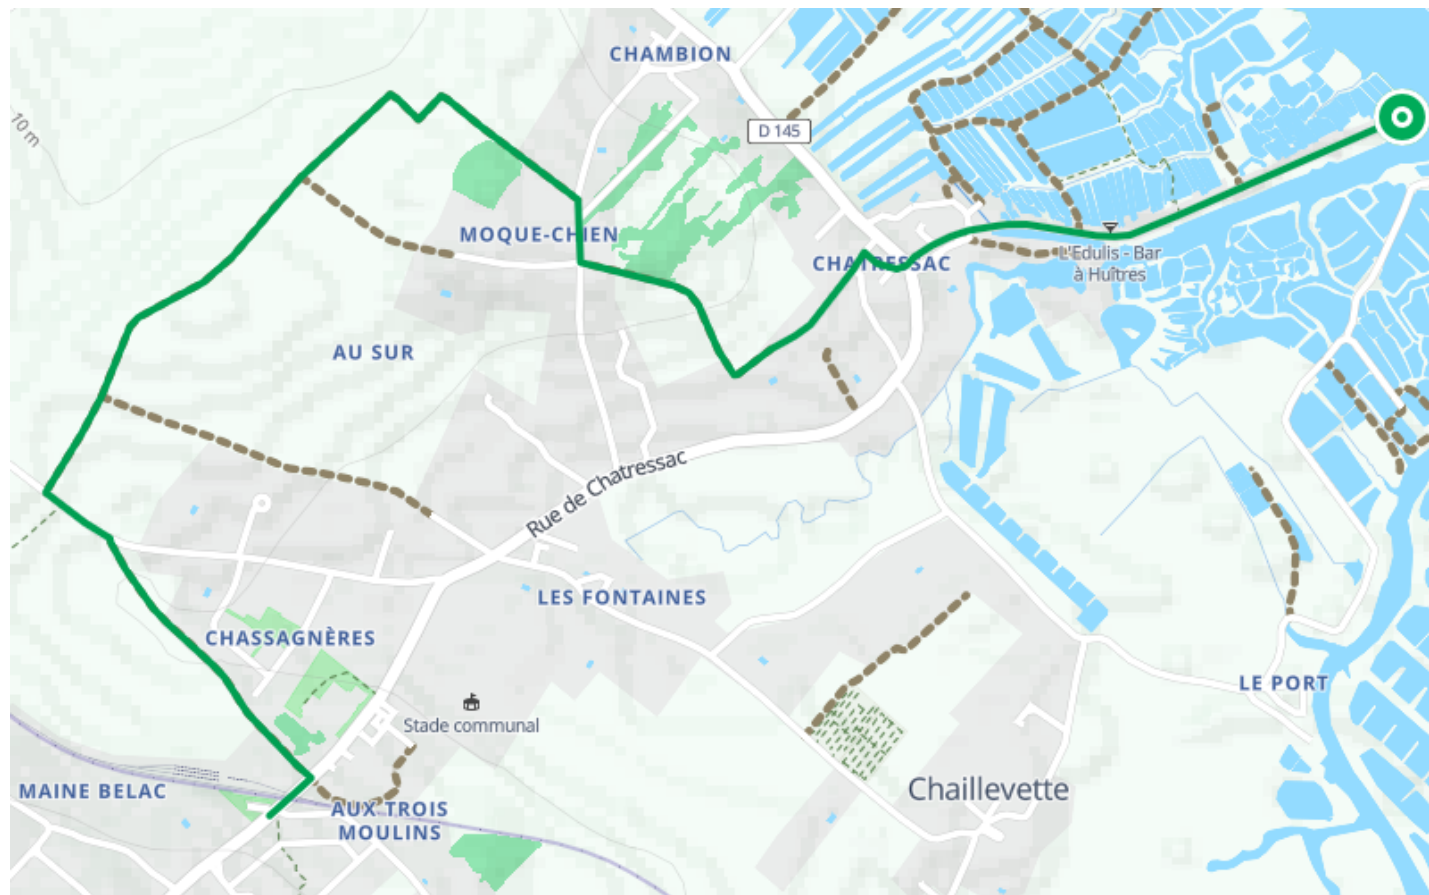 CHAMBION
10 m
D 145
MOQUE-CHIEN
CHATRESSAC
L'Edulis - Bar
à Huîtres
AU SUR
Rue de Chatressac
LES FONTAINES
CHASSAGNÈRES
LE PORT
Stade communal
MAINE BELAC
Chaillevette
AUX TROIS
MOULINS